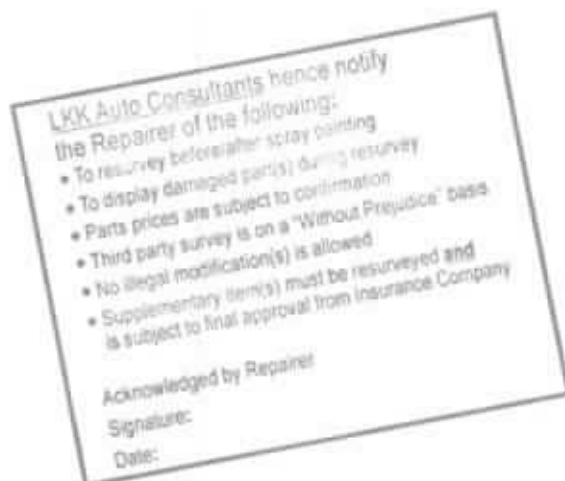 LKK Auto Consultants hence notify
the Repairer of the following:
• To resurvey before/after spray painting
• To display damaged part(s) during resurvey
• Parts prices are subject to confirmation
• Third party survey is on a "Without Prejudice" basis
• No illegal modification(s) is allowed
• Supplementary item(s) must be resurveyed and
is subject to final approval from Insurance Company
Acknowledged by Repairer
Signature:
Date: